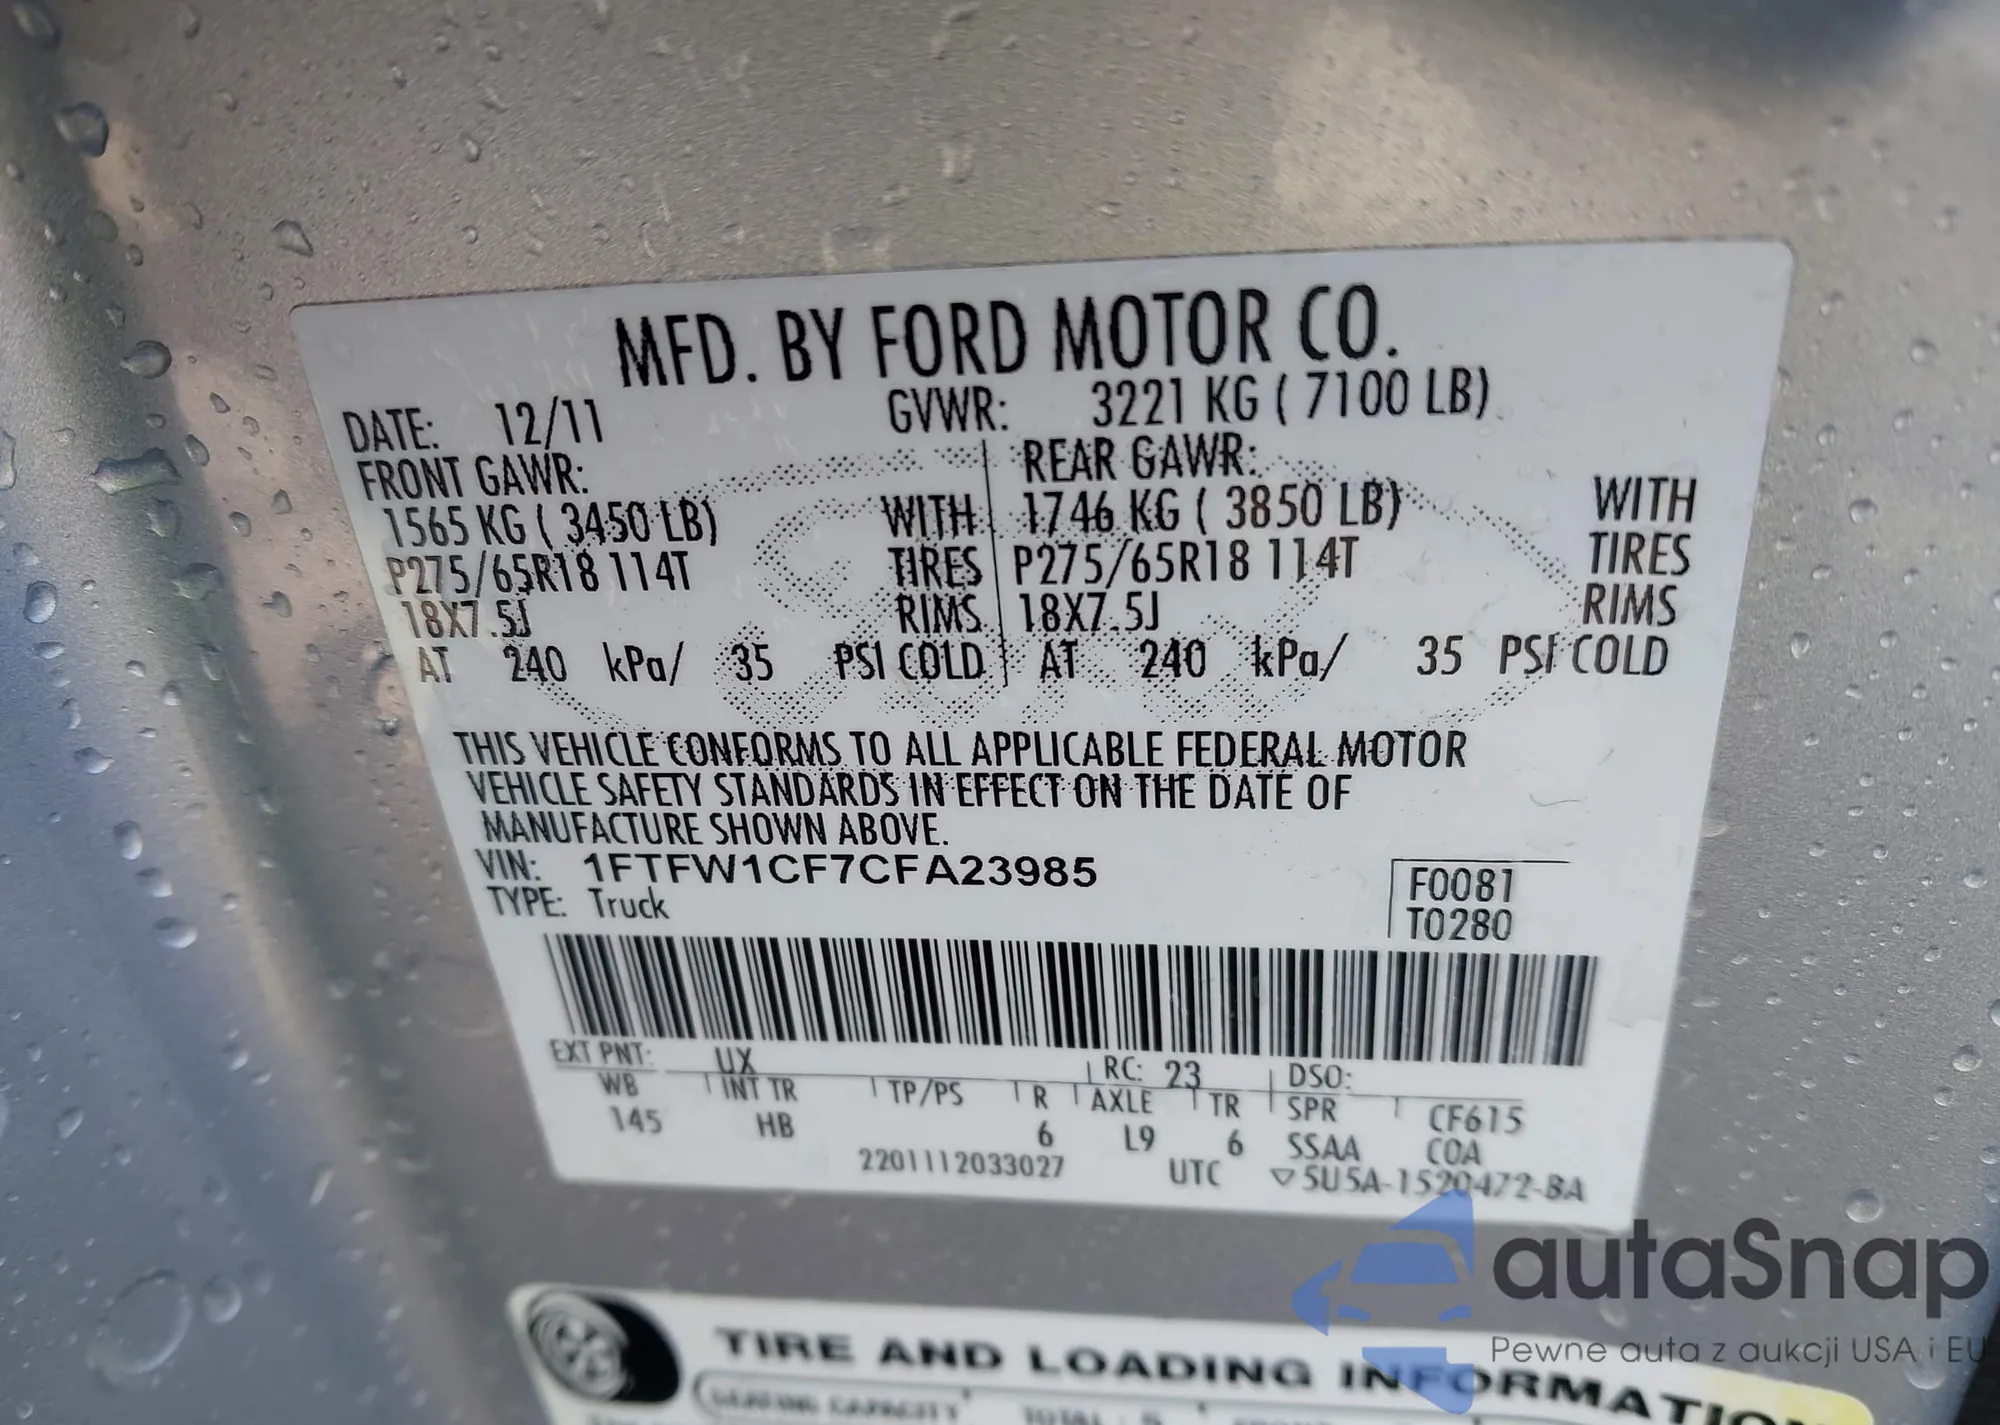 MFD. BY FORD MOTOR CO.
DATE: 12/11 GVWR: 3221 KG ( 7100 LB)
FRONT GAWR: REAR GAWR:
1565 KG ( 3450 LB) WITH 1746 KG ( 3850 LB) WITH
P275/65R18 114T TIRES P275/65R18 114T TIRES
18X7.5J RIMS 18X7.5J RIMS
AT 240 kPa/ 35 PSI COLD AT 240 kPa/ 35 PSI COLD
THIS VEHICLE CONFORMS TO ALL APPLICABLE FEDERAL MOTOR
VEHICLE SAFETY STANDARDS IN EFFECT ON THE DATE OF
MANUFACTURE SHOWN ABOVE.
VIN: 1FTFW1CF7CFA23985
TYPE: Truck
F0081
T0280
EXT PNT: UX RC: 23 DSO:
WB INT TR TP/PS R AXLE TR SPR CF615
145 HB 6 L9 6 SSAA COA
2201112033027 UTC ▽5U5A-1520472-BA
TIRE AND LOADING INFORMATION
SEATING CAPACITY TOTAL : 5
autaSnap
Pewne auta z aukcji USA i EU